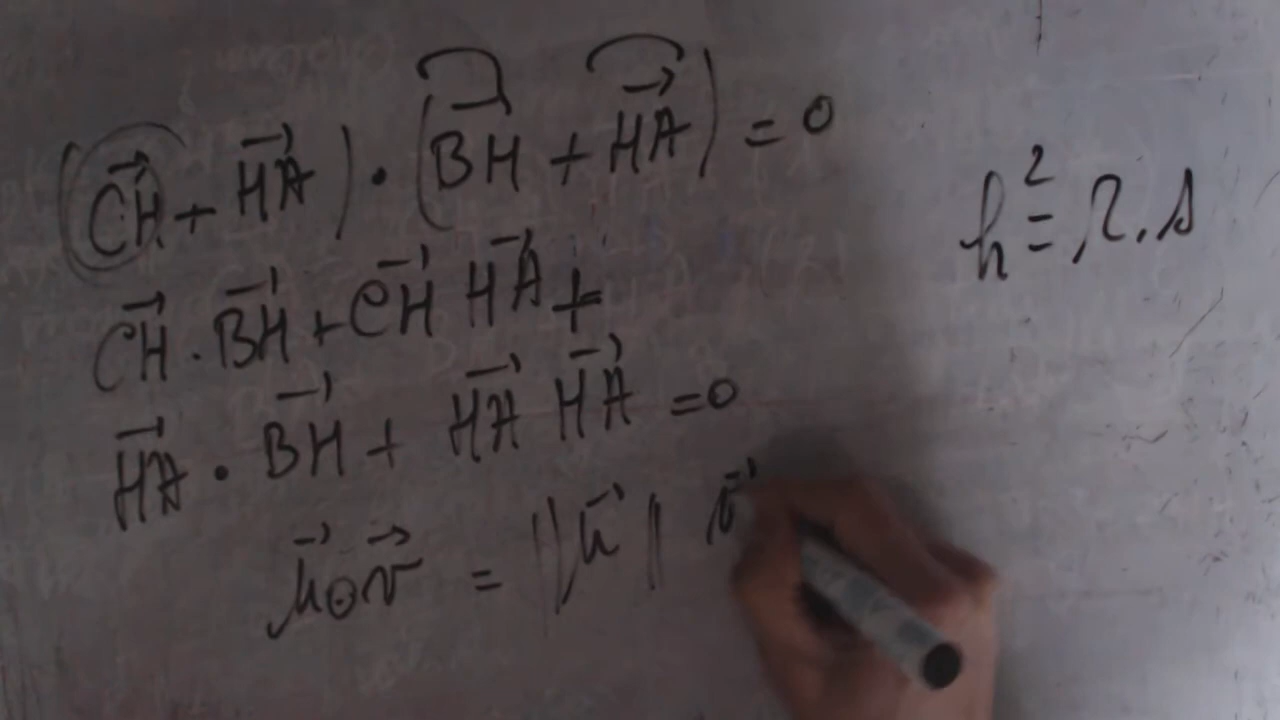 (CH⃗ + HA⃗) · (BH⃗ + HA⃗) = 0
h² = r.s
CH⃗ . BH⃗ + CH⃗ HA⃗ +
HA⃗ · BH⃗ + HA⃗ HA⃗ = 0
u⃗ ⊙ v⃗ = ||u⃗|| v⃗